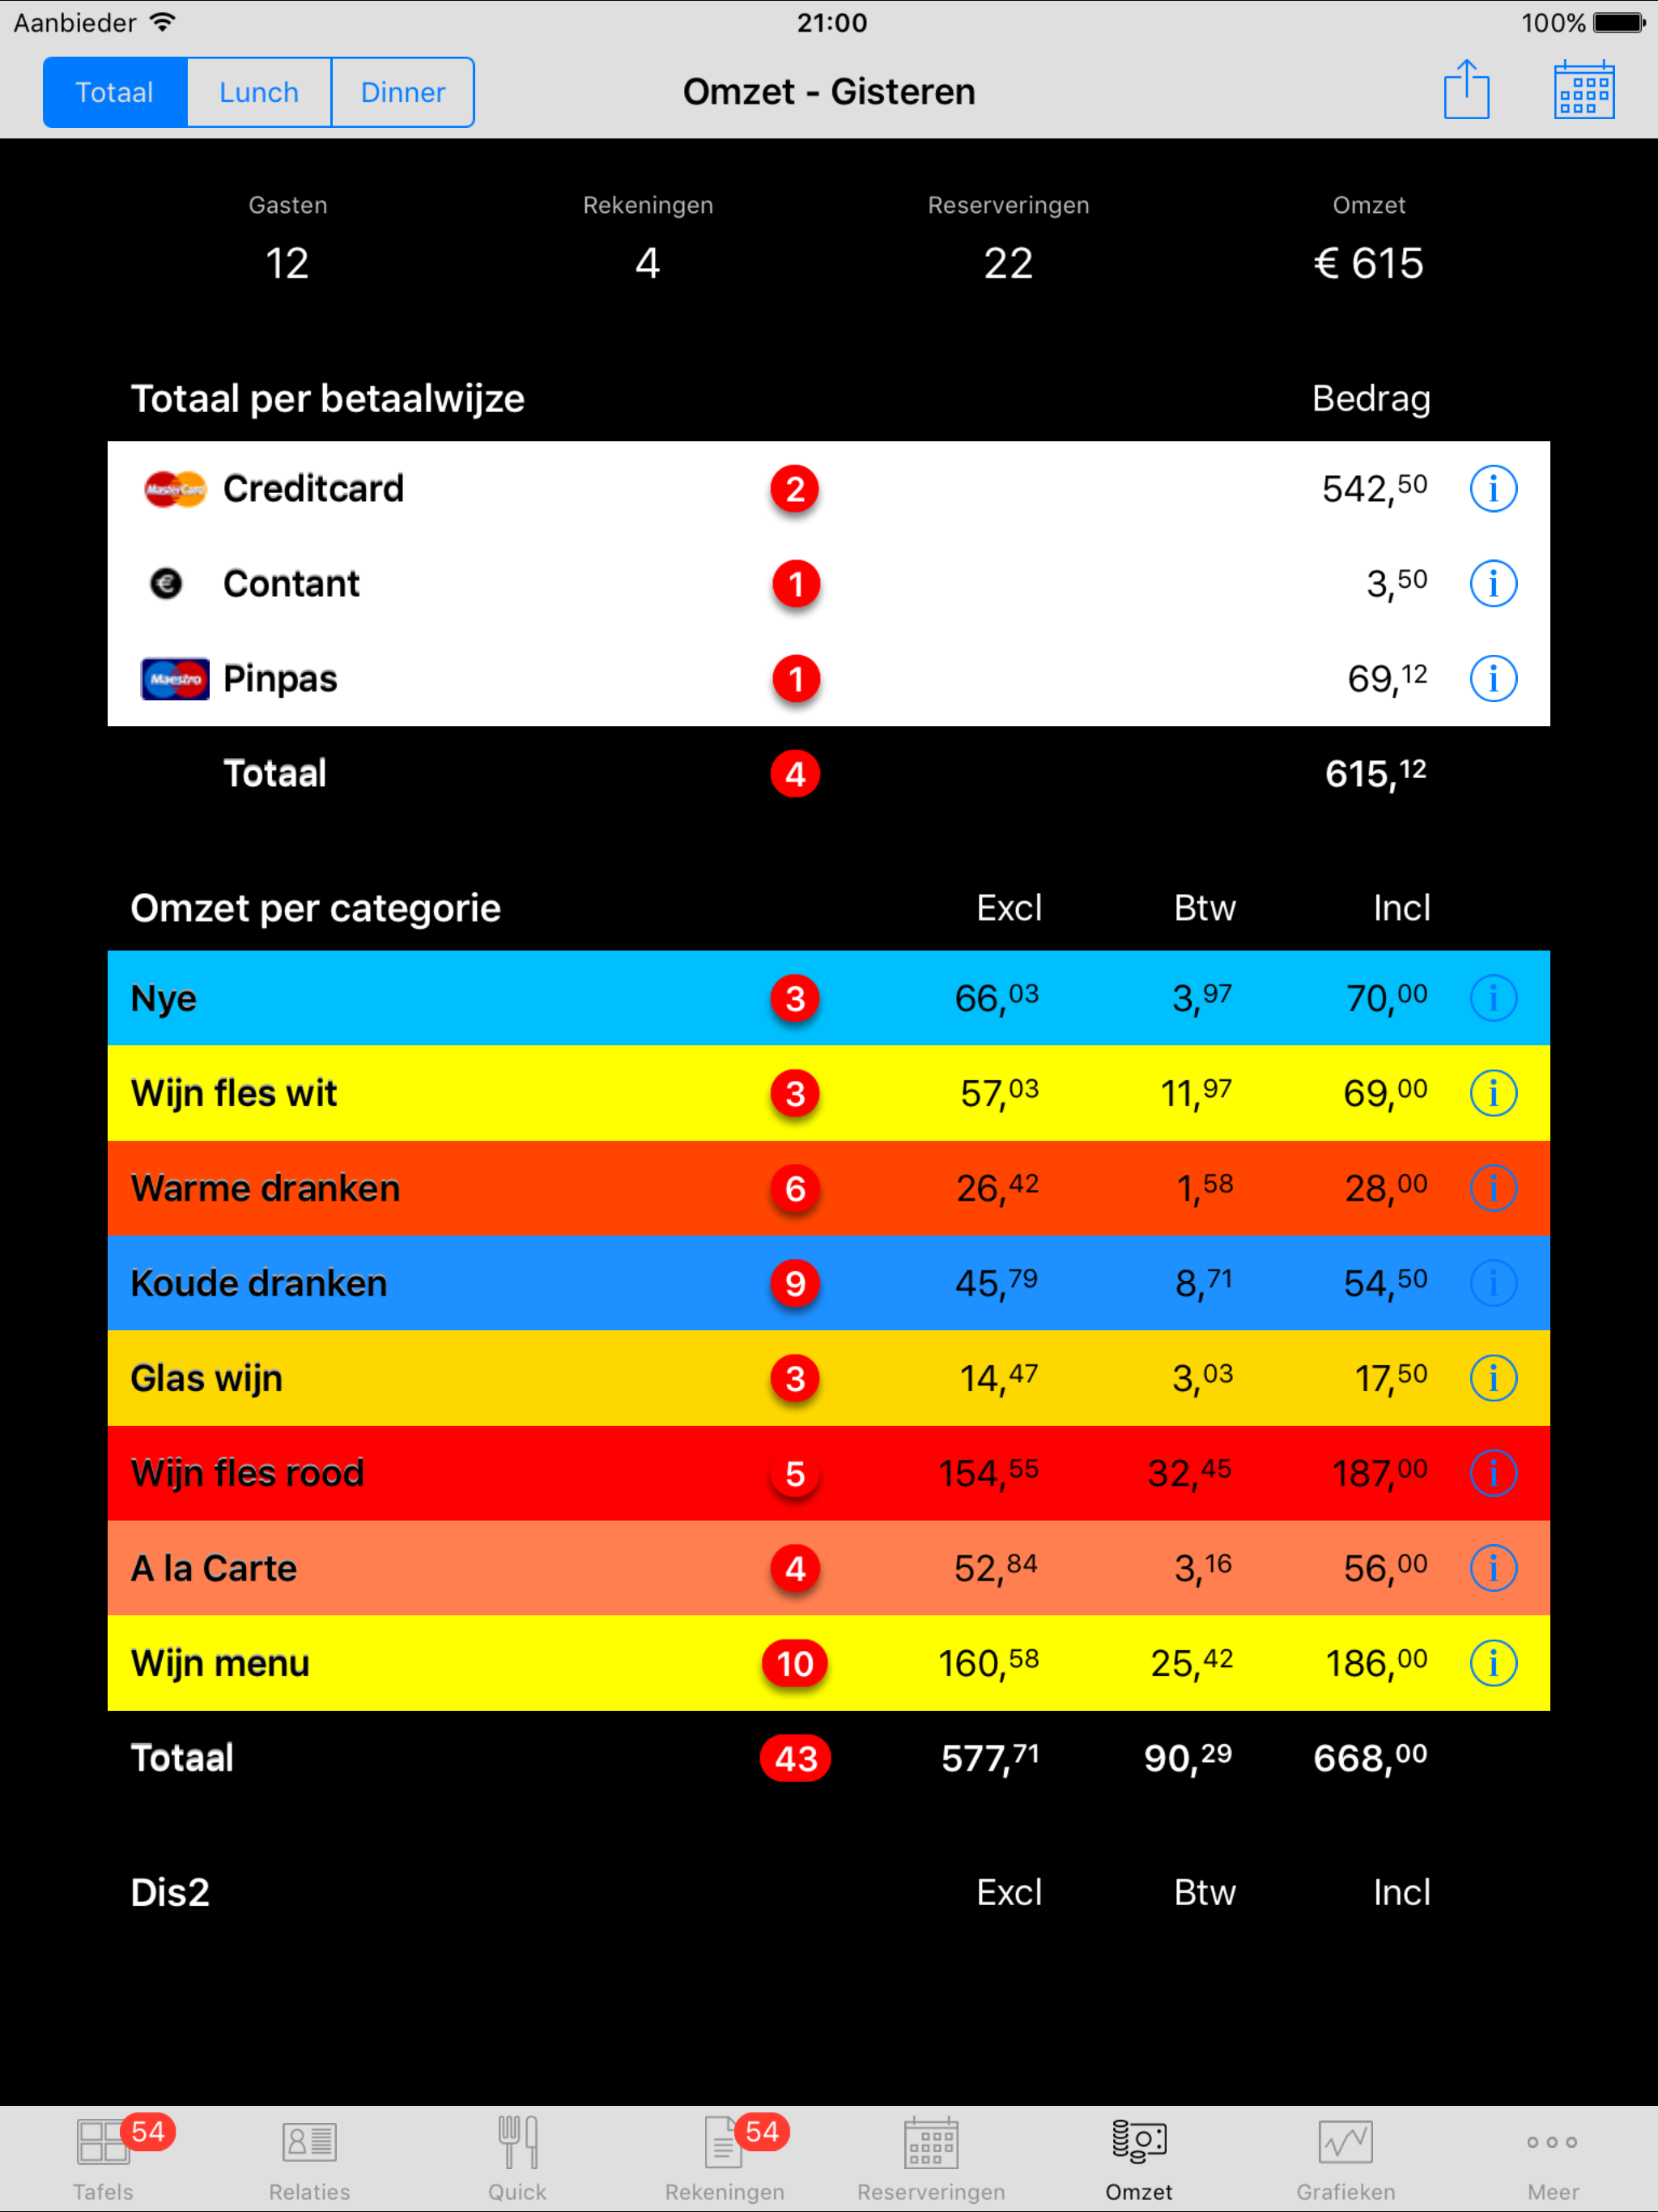 Aanbieder 21:00 100%
Totaal Lunch Dinner Omzet - Gisteren
Gasten Rekeningen Reserveringen Omzet
12 4 22 € 615
Totaal per betaalwijze Bedrag
MasterCard Creditcard 2 542,50 i
€ Contant 1 3,50 i
Maestro Pinpas 1 69,12 i
Totaal 4 615,12
Omzet per categorie Excl Btw Incl
Nye 3 66,03 3,97 70,00 i
Wijn fles wit 3 57,03 11,97 69,00 i
Warme dranken 6 26,42 1,58 28,00 i
Koude dranken 9 45,79 8,71 54,50 i
Glas wijn 3 14,47 3,03 17,50 i
Wijn fles rood 5 154,55 32,45 187,00 i
A la Carte 4 52,84 3,16 56,00 i
Wijn menu 10 160,58 25,42 186,00 i
Totaal 43 577,71 90,29 668,00
Dis2 Excl Btw Incl
54 54
Tafels Relaties Quick Rekeningen Reserveringen Omzet Grafieken Meer